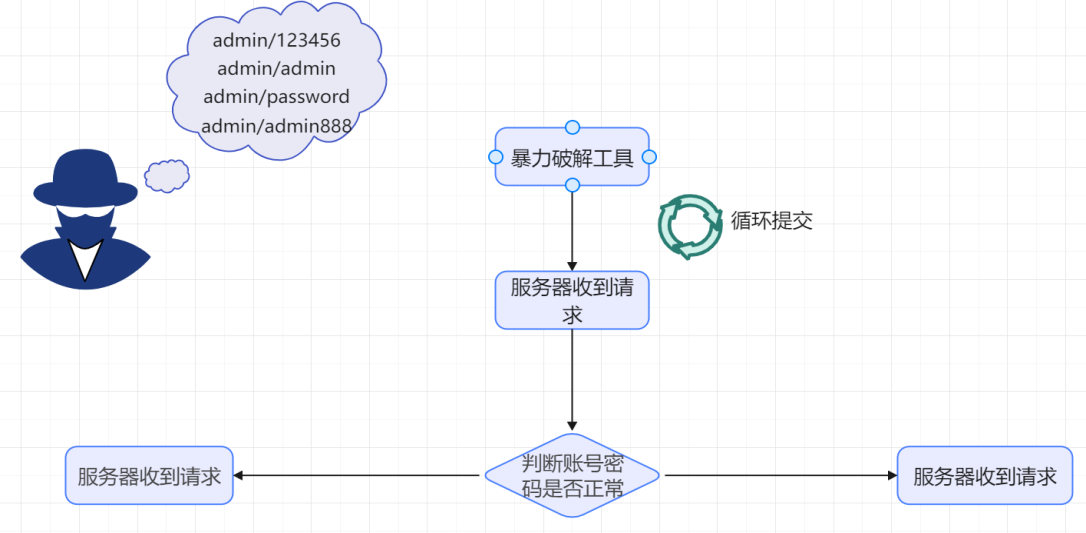 admin/123456
admin/admin
admin/password
admin/admin888
暴力破解工具
循环提交
服务器收到请
求
判断账号密
码是否正常
服务器收到请求
服务器收到请求